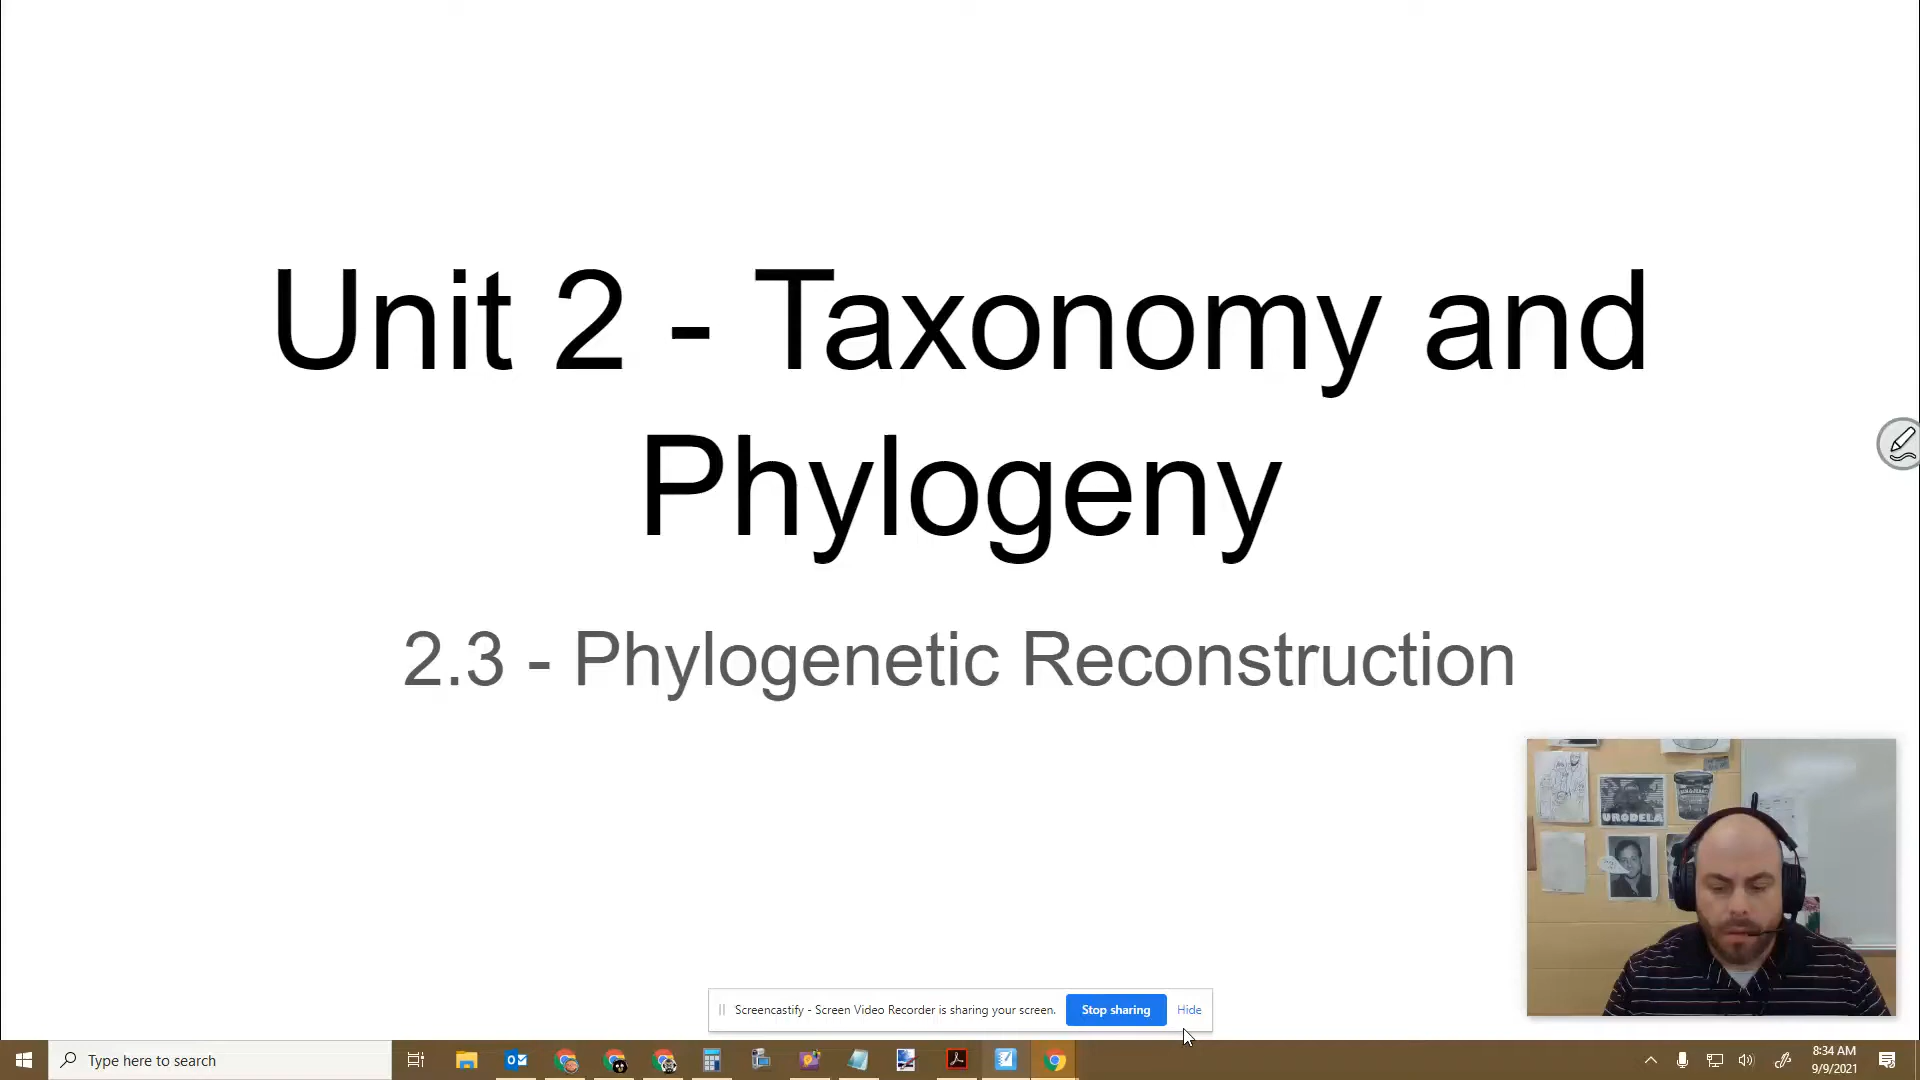 Unit 2 - Taxonomy and
Phylogeny
2.3 - Phylogenetic Reconstruction
URODELA
Screencastify - Screen Video Recorder is sharing your screen.
Stop sharing
Hide
Type here to search
8:34 AM
9/9/2021